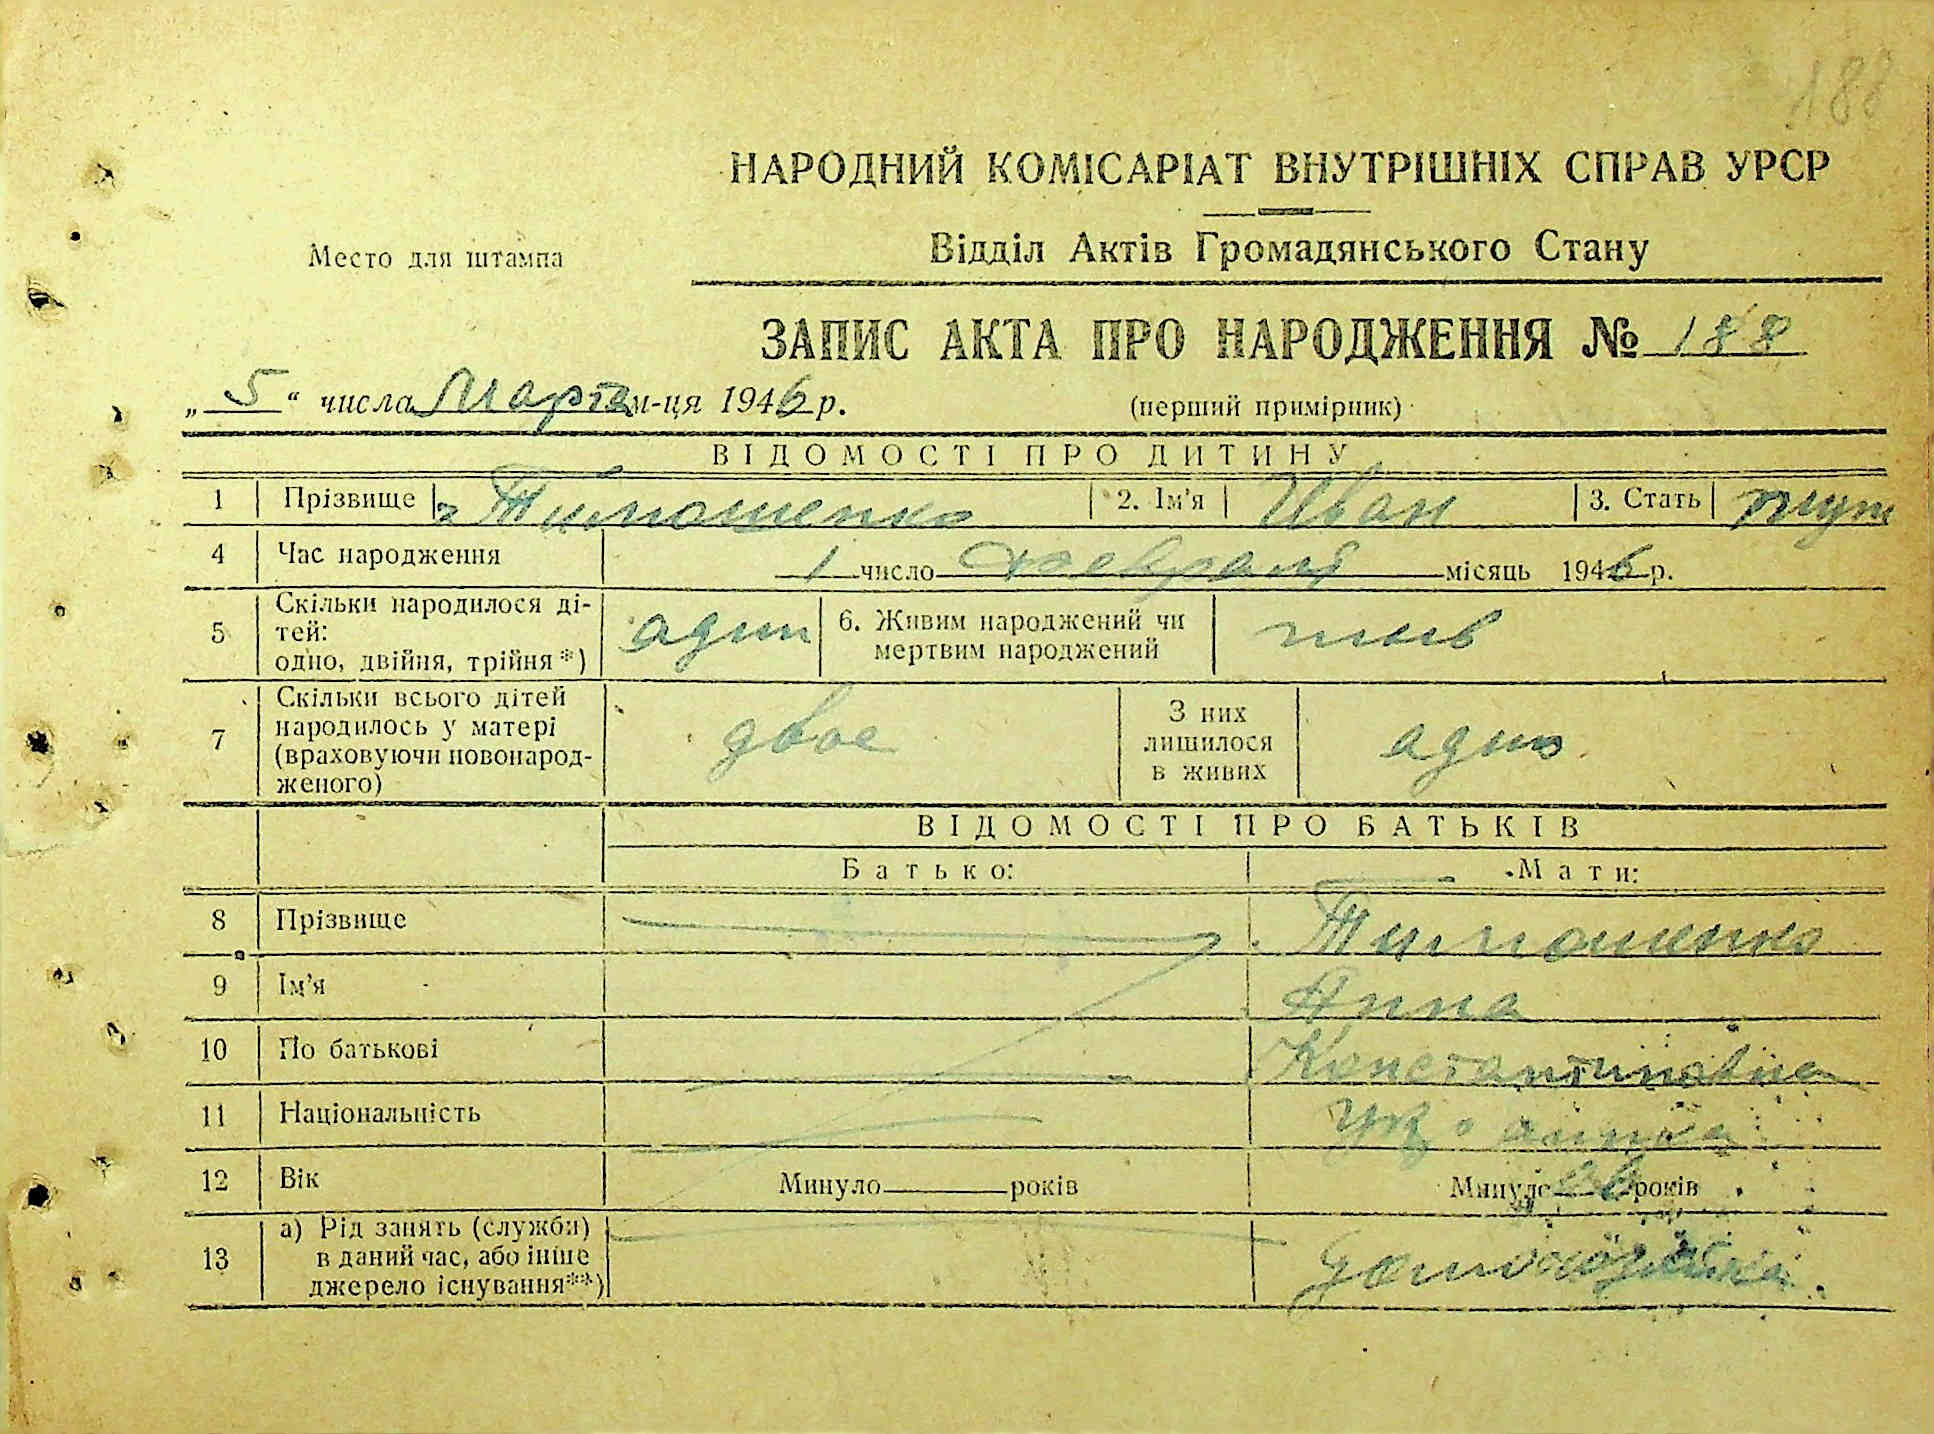 188
НАРОДНИЙ КОМІСАРІАТ ВНУТРІШНІХ СПРАВ УРСР
Место для штампа
Відділ Актів Громадянського Стану
ЗАПИС АКТА ПРО НАРОДЖЕННЯ № 188
„5“ числа Марта м-ця 1946 р. (перший примірник)
ВІДОМОСТІ ПРО ДИТИНУ
1 Прізвище Тимошенко 2. Ім'я Иван 3. Стать муж
4 Час народження 1 число Февраля місяць 1946 р.
5 Скільки народилося ді-
тей:
одно, двійня, трійня*) один 6. Живим народжений чи
мертвим народжений жив
7 Скільки всього дітей
народилось у матері
(враховуючи новонарод-
женого) двое З них
лишилося
в живих один
ВІДОМОСТІ ПРО БАТЬКІВ
Батько: Мати:
8 Прізвище Тимошенко
9 Ім'я Анна
10 По батькові Константиновна
11 Національність
12 Вік Минуло років Минуло років
13 а) Рід занять (служби)
в даний час, або інше
джерело існування**) домохозяйка.